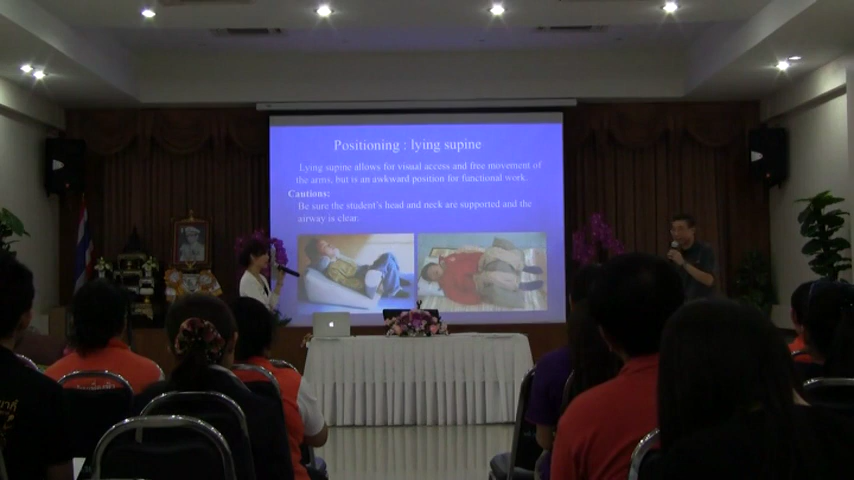 Positioning : lying supine
Lying supine allows for visual access and free movement of
the arms, but is an awkward position for functional work.
Cautions:
Be sure the student's head and neck are supported and the
airway is clear.